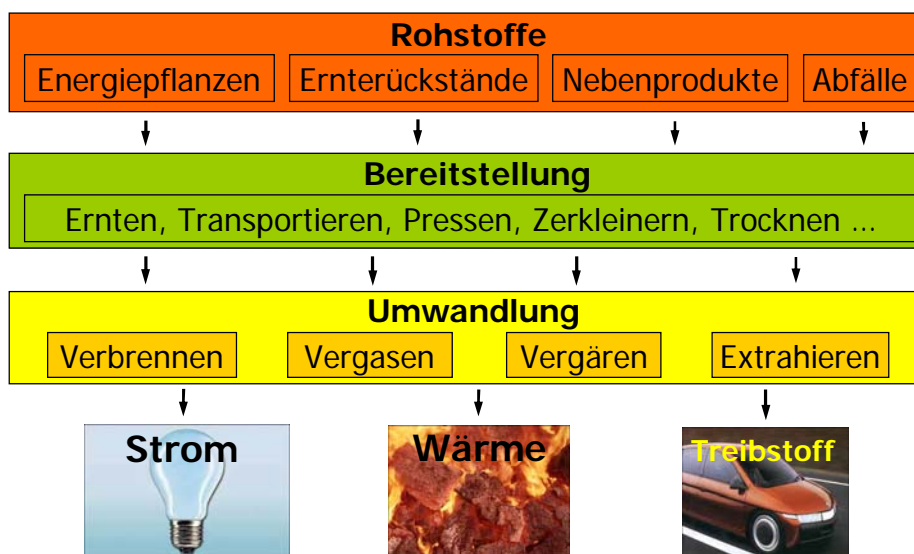 Rohstoffe
Energiepflanzen Ernterückstände Nebenprodukte Abfälle
Bereitstellung
Ernten, Transportieren, Pressen, Zerkleinern, Trocknen ...
Umwandlung
Verbrennen Vergasen Vergären Extrahieren
Strom Wärme Treibstoff